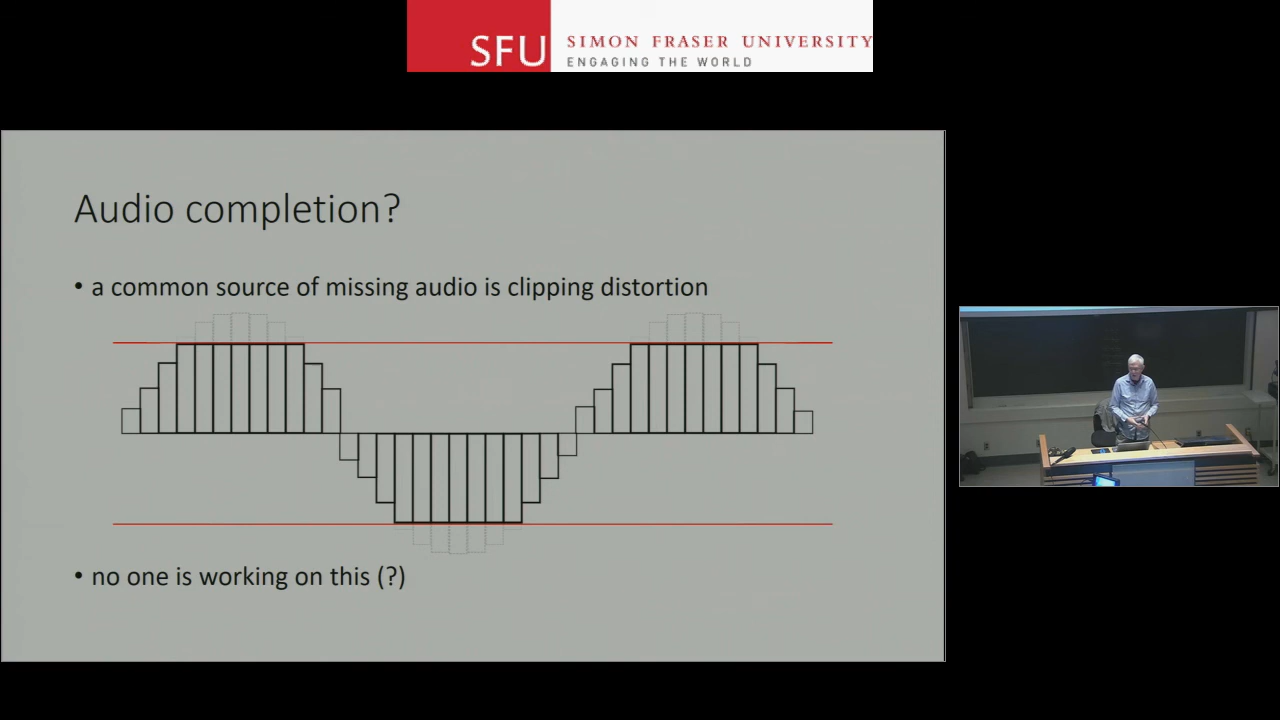 SFU SIMON FRASER UNIVERSITY
ENGAGING THE WORLD
Audio completion?
• a common source of missing audio is clipping distortion
• no one is working on this (?)